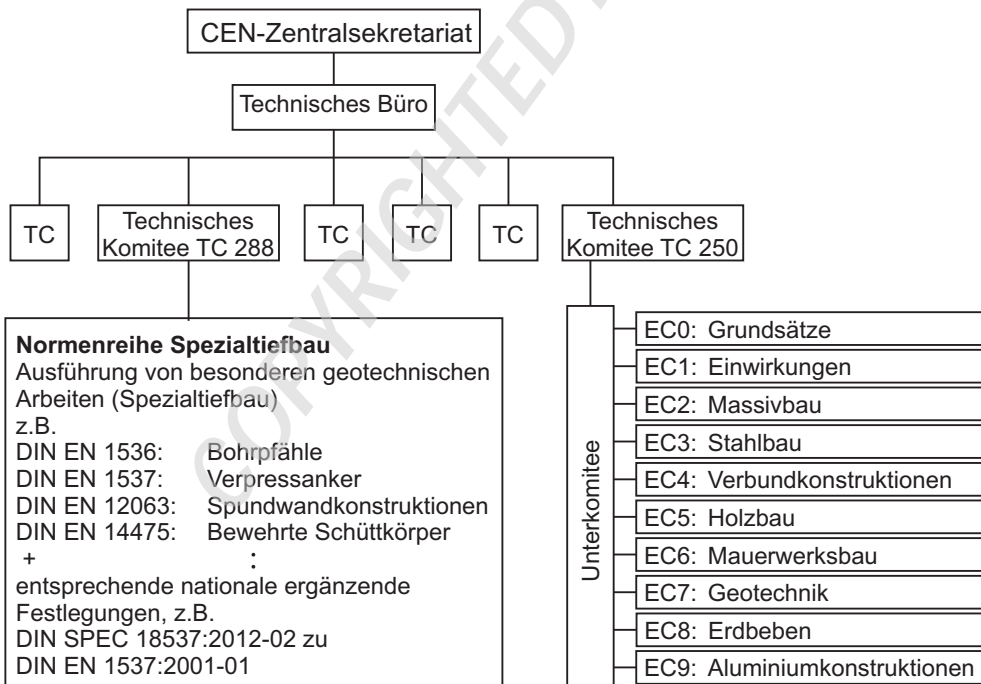 CEN-Zentralsekretariat
Technisches Büro
TC
Technisches
Komitee TC 288
TC
TC
TC
Technisches
Komitee TC 250
Normenreihe Spezialtiefbau
Ausführung von besonderen geotechnischen
Arbeiten (Spezialtiefbau)
z.B.
DIN EN 1536: Bohrpfähle
DIN EN 1537: Verpressanker
DIN EN 12063: Spundwandkonstruktionen
DIN EN 14475: Bewehrte Schüttkörper
+ :
entsprechende nationale ergänzende
Festlegungen, z.B.
DIN SPEC 18537:2012-02 zu
DIN EN 1537:2001-01
Unterkomitee
EC0: Grundsätze
EC1: Einwirkungen
EC2: Massivbau
EC3: Stahlbau
EC4: Verbundkonstruktionen
EC5: Holzbau
EC6: Mauerwerksbau
EC7: Geotechnik
EC8: Erdbeben
EC9: Aluminiumkonstruktionen
COPYRIGHTED